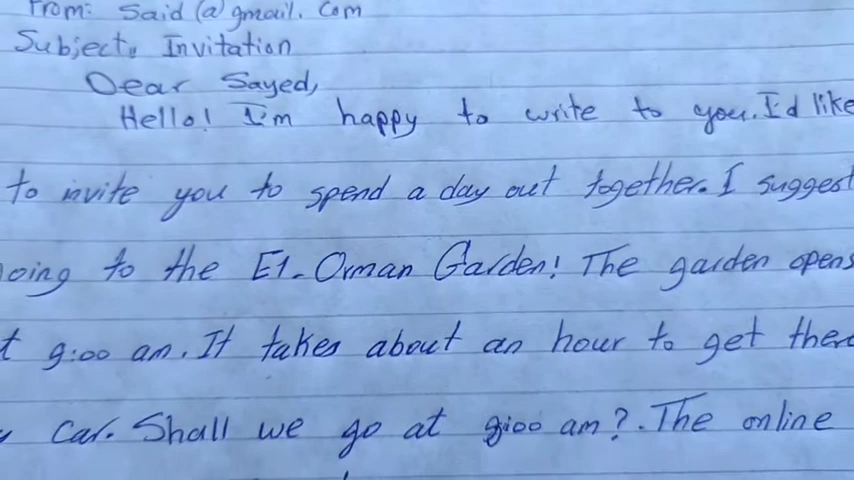 From: Said@gmail.com
Subject: Invitation
Dear Sayed,
Hello! I'm happy to write to you. I'd like
to invite you to spend a day out together. I suggest
going to the El-Orman Garden! The garden opens
t 9:00 am. It takes about an hour to get there
y car. Shall we go at 9:00 am?. The online